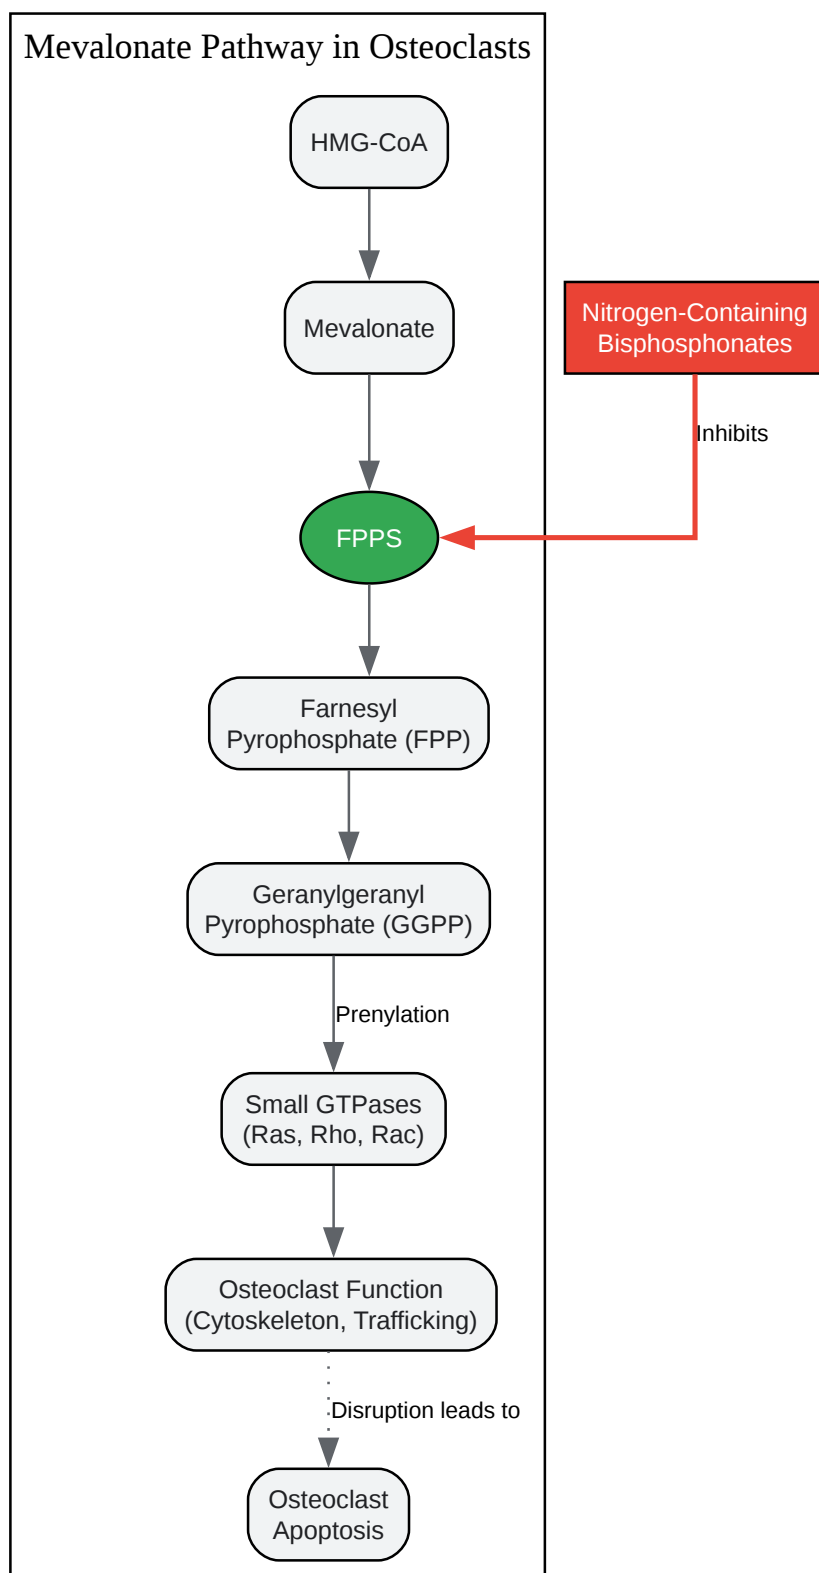 Mevalonate Pathway in Osteoclasts
HMG-CoA
Mevalonate
Nitrogen-Containing
Bisphosphonates
Inhibits
FPPS
Farnesyl
Pyrophosphate (FPP)
Geranylgeranyl
Pyrophosphate (GGPP)
Prenylation
Small GTPases
(Ras, Rho, Rac)
Osteoclast Function
(Cytoskeleton, Trafficking)
Disruption leads to
Osteoclast
Apoptosis